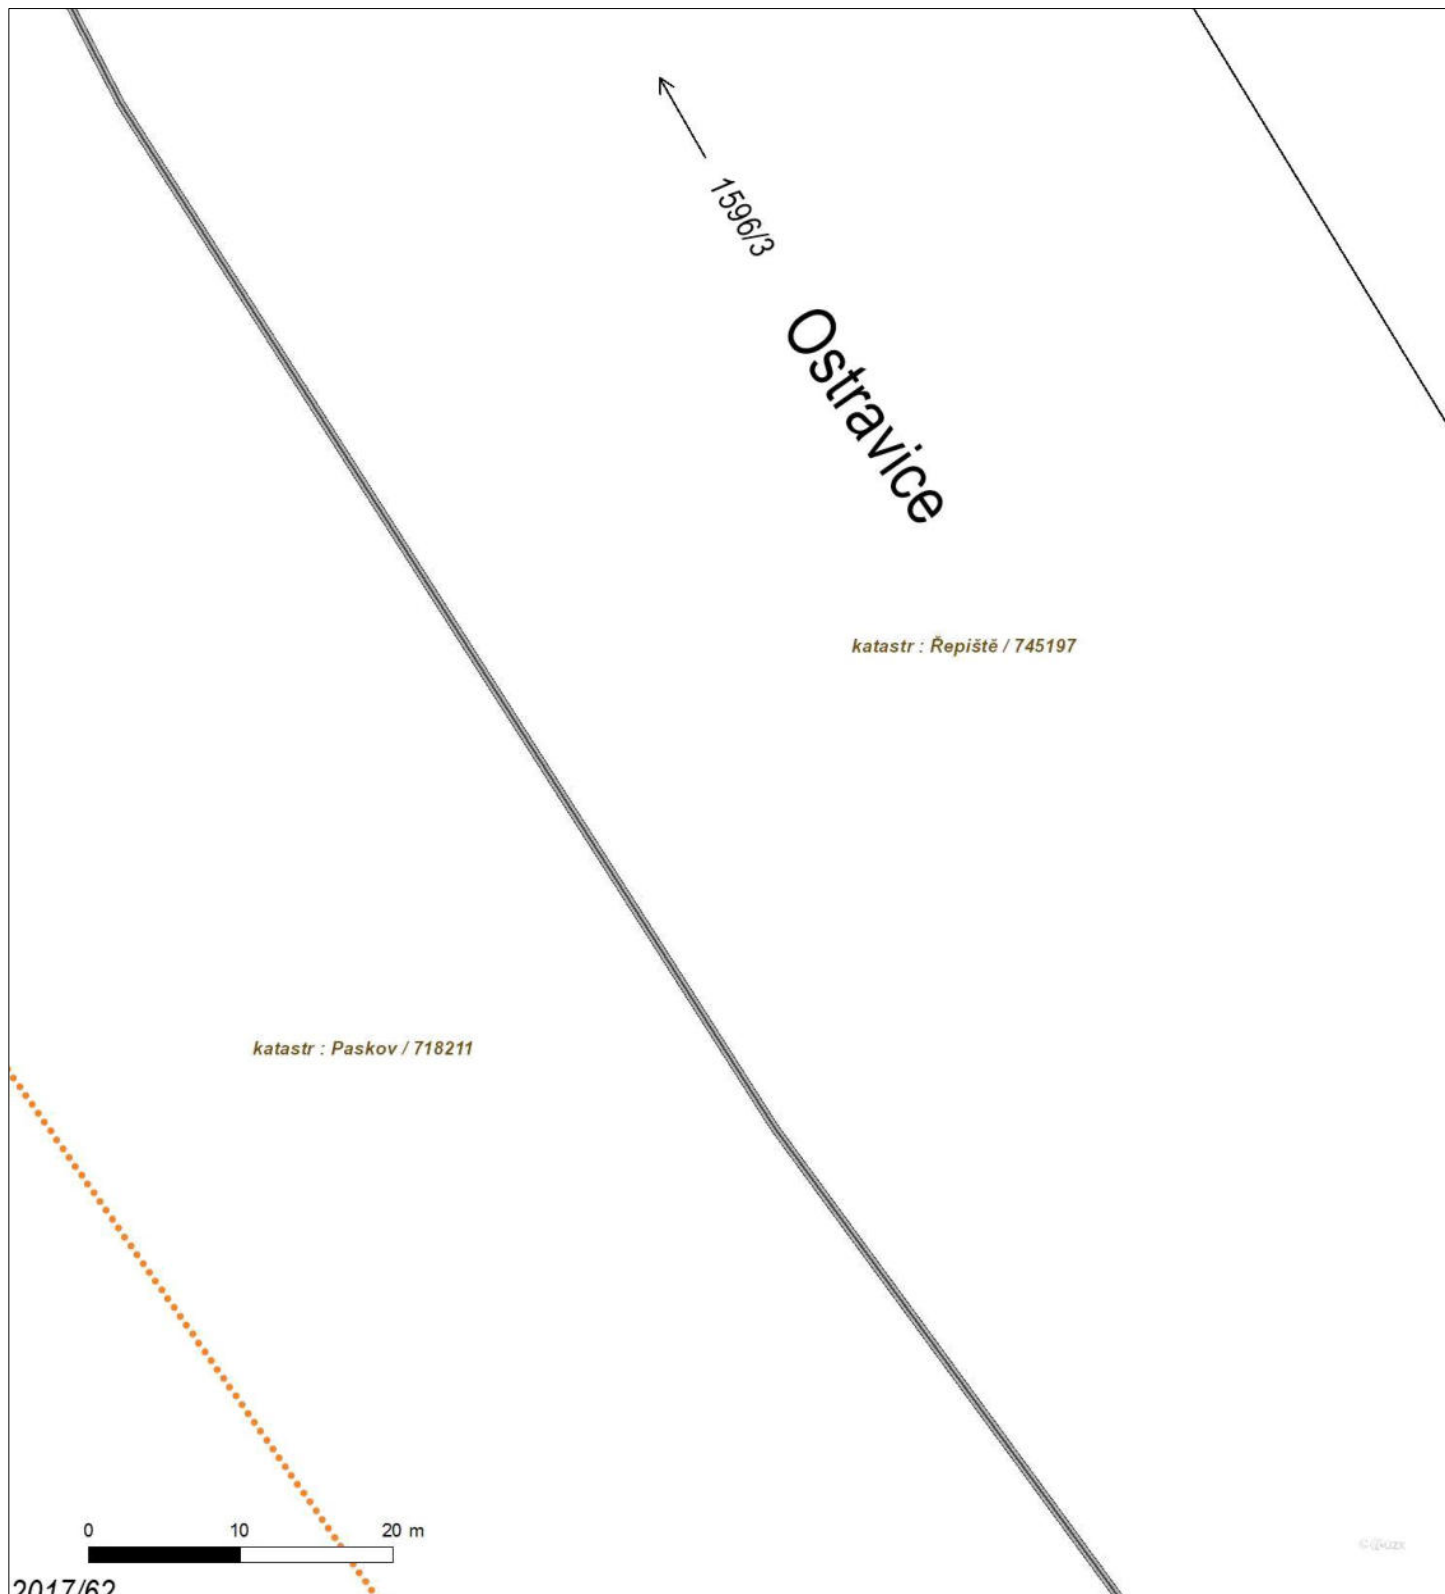 1596/3
Ostravice
katastr : Řepiště / 745197
katastr : Paskov / 718211
0 10 20 m
2017/62